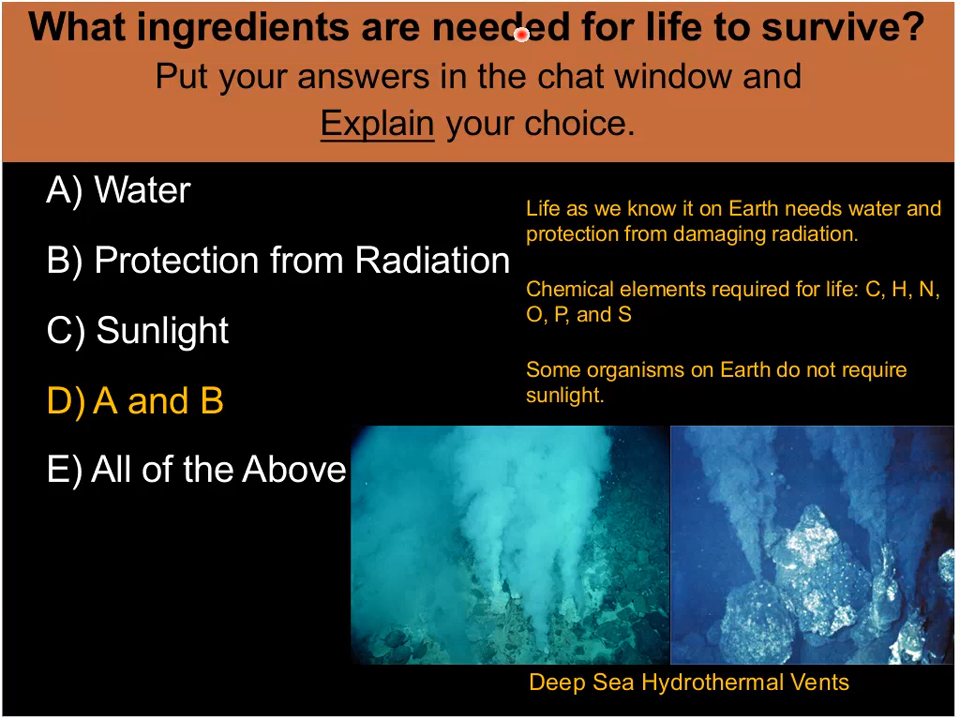 What ingredients are needed for life to survive?
Put your answers in the chat window and
Explain your choice.
A) Water
B) Protection from Radiation
C) Sunlight
D) A and B
E) All of the Above
Life as we know it on Earth needs water and
protection from damaging radiation.
Chemical elements required for life: C, H, N,
O, P, and S
Some organisms on Earth do not require
sunlight.
Deep Sea Hydrothermal Vents